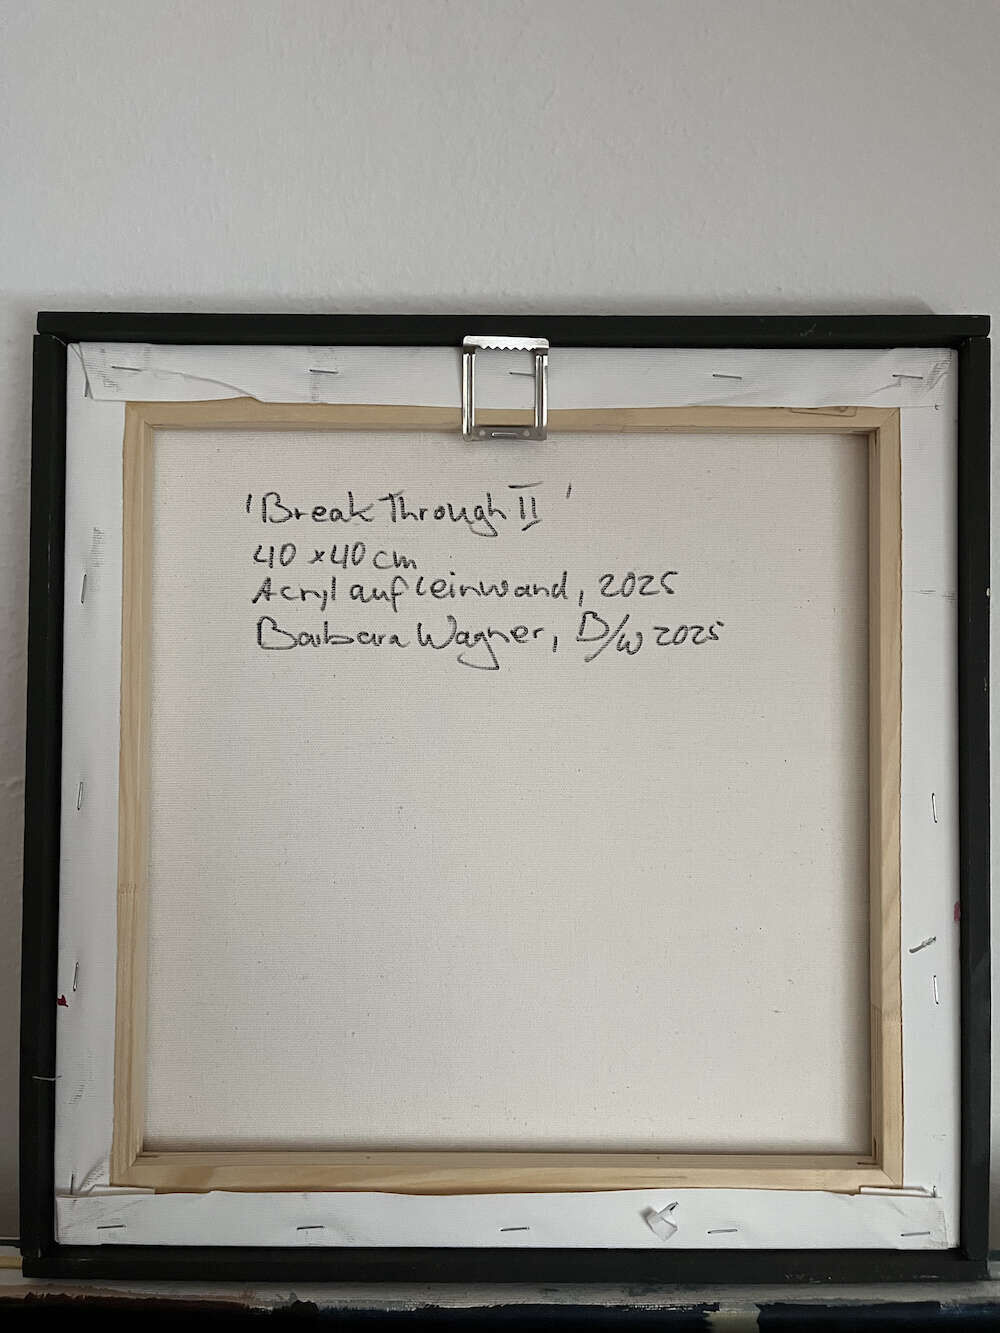 'Break Through II'
40 x 40 cm
Acryl auf Leinwand, 2025
Barbara Wagner, B/W 2025